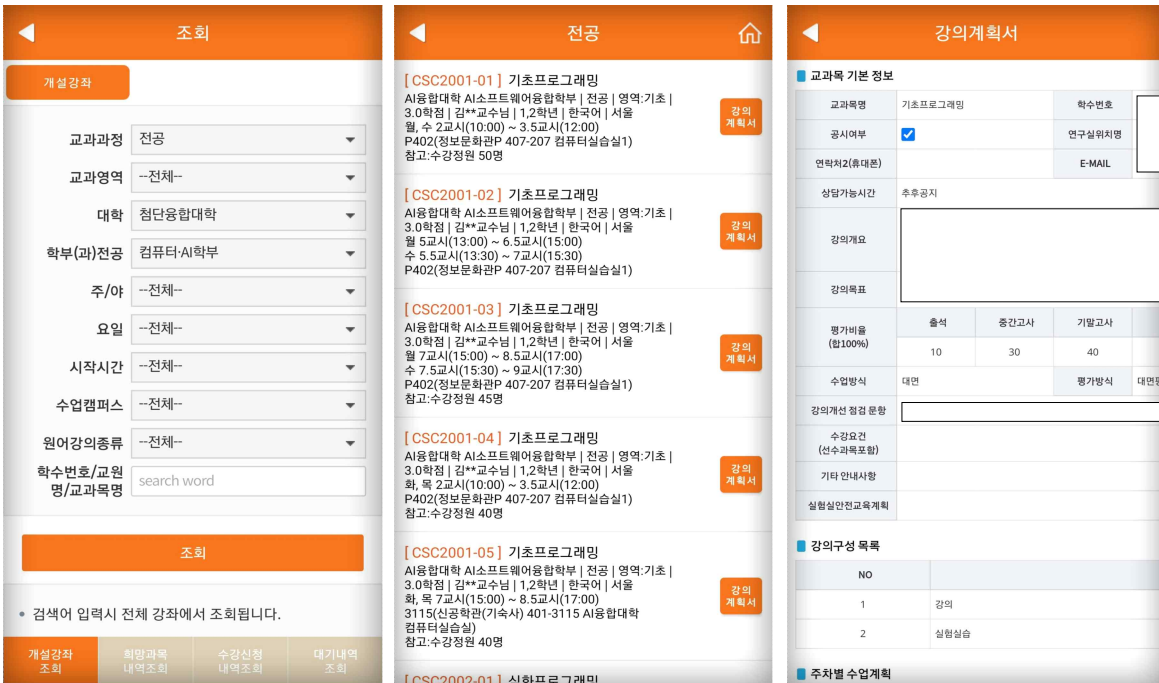 조회
개설강좌
교과과정 전공
교과영역 --전체--
대학 첨단융합대학
학부(과)전공 컴퓨터·AI학부
주/야 --전체--
요일 --전체--
시작시간 --전체--
수업캠퍼스 --전체--
원어강의종류 --전체--
학수번호/교원
명/교과목명
search word
조회
검색어 입력시 전체 강좌에서 조회됩니다.
개설강좌
조회
희망과목
내역조회
수강신청
내역조회
대기내역
조회
전공
[ CSC2001-01 ] 기초프로그래밍
AI융합대학 AI소프트웨어융합학부 | 전공 | 영역:기초 |
3.0학점 | 김**교수님 | 1,2학년 | 한국어 | 서울
월, 수 2교시(10:00) ~ 3.5교시(12:00)
P402(정보문화관P 407-207 컴퓨터실습실1)
참고:수강정원 50명
강의
계획서
[ CSC2001-02 ] 기초프로그래밍
AI융합대학 AI소프트웨어융합학부 | 전공 | 영역:기초 |
3.0학점 | 김**교수님 | 1,2학년 | 한국어 | 서울
월 5교시(13:00) ~ 6.5교시(15:00)
수 5.5교시(13:30) ~ 7교시(15:30)
P402(정보문화관P 407-207 컴퓨터실습실1)
강의
계획서
[ CSC2001-03 ] 기초프로그래밍
AI융합대학 AI소프트웨어융합학부 | 전공 | 영역:기초 |
3.0학점 | 김**교수님 | 1,2학년 | 한국어 | 서울
월 7교시(15:00) ~ 8.5교시(17:00)
수 7.5교시(15:30) ~ 9교시(17:30)
P402(정보문화관P 407-207 컴퓨터실습실1)
참고:수강정원 45명
강의
계획서
[ CSC2001-04 ] 기초프로그래밍
AI융합대학 AI소프트웨어융합학부 | 전공 | 영역:기초 |
3.0학점 | 김**교수님 | 1,2학년 | 한국어 | 서울
화, 목 2교시(10:00) ~ 3.5교시(12:00)
P402(정보문화관P 407-207 컴퓨터실습실1)
참고:수강정원 40명
강의
계획서
[ CSC2001-05 ] 기초프로그래밍
AI융합대학 AI소프트웨어융합학부 | 전공 | 영역:기초 |
3.0학점 | 김**교수님 | 1,2학년 | 한국어 | 서울
화, 목 7교시(15:00) ~ 8.5교시(17:00)
3115(신공학관(기숙사) 401-3115 AI융합대학
컴퓨터실습실)
참고:수강정원 40명
강의
계획서
[ CSC2002-01 ] 심화프로그래밍
강의계획서
교과목 기본 정보
교과목명 기초프로그래밍 학수번호
공시여부 연구실위치명
연락처2(휴대폰) E-MAIL
상담가능시간 추후공지
강의개요
강의목표
평가비율
(합100%)
출석 중간고사 기말고사
10 30 40
수업방식 대면 평가방식
강의개선 점검 문항
수강요건
(선수과목포함)
기타 안내사항
실험실안전교육계획
강의구성 목록
NO
1 강의
2 실험실습
주차별 수업계획